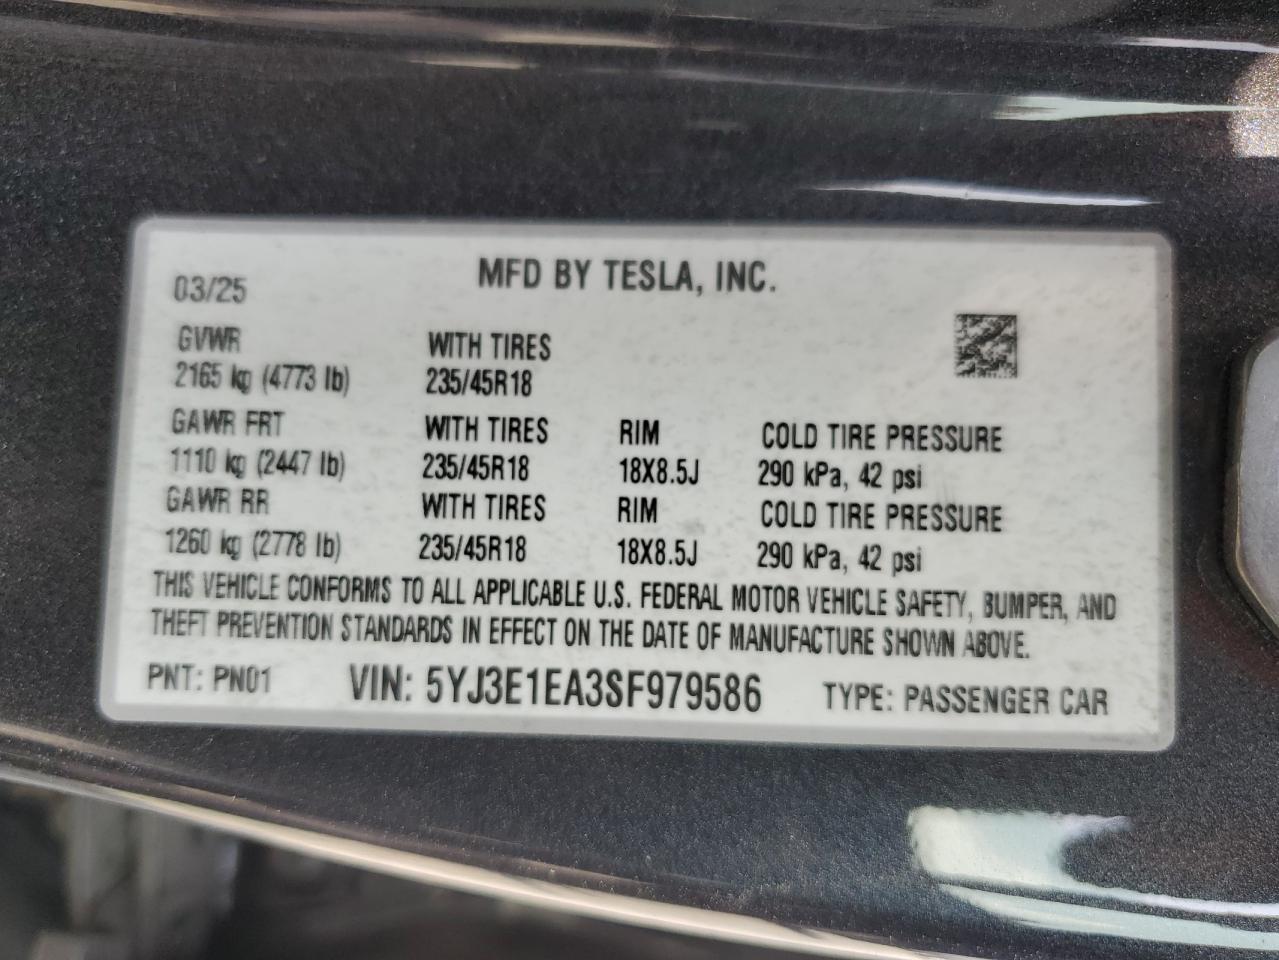 MFD BY TESLA, INC.
03/25
GVWR WITH TIRES
2165 kg (4773 lb) 235/45R18
GAWR FRT WITH TIRES RIM COLD TIRE PRESSURE
1110 kg (2447 lb) 235/45R18 18X8.5J 290 kPa, 42 psi
GAWR RR WITH TIRES RIM COLD TIRE PRESSURE
1260 kg (2778 lb) 235/45R18 18X8.5J 290 kPa, 42 psi
THIS VEHICLE CONFORMS TO ALL APPLICABLE U.S. FEDERAL MOTOR VEHICLE SAFETY, BUMPER, AND
THEFT PREVENTION STANDARDS IN EFFECT ON THE DATE OF MANUFACTURE SHOWN ABOVE.
PNT: PN01 VIN: 5YJ3E1EA3SF979586 TYPE: PASSENGER CAR